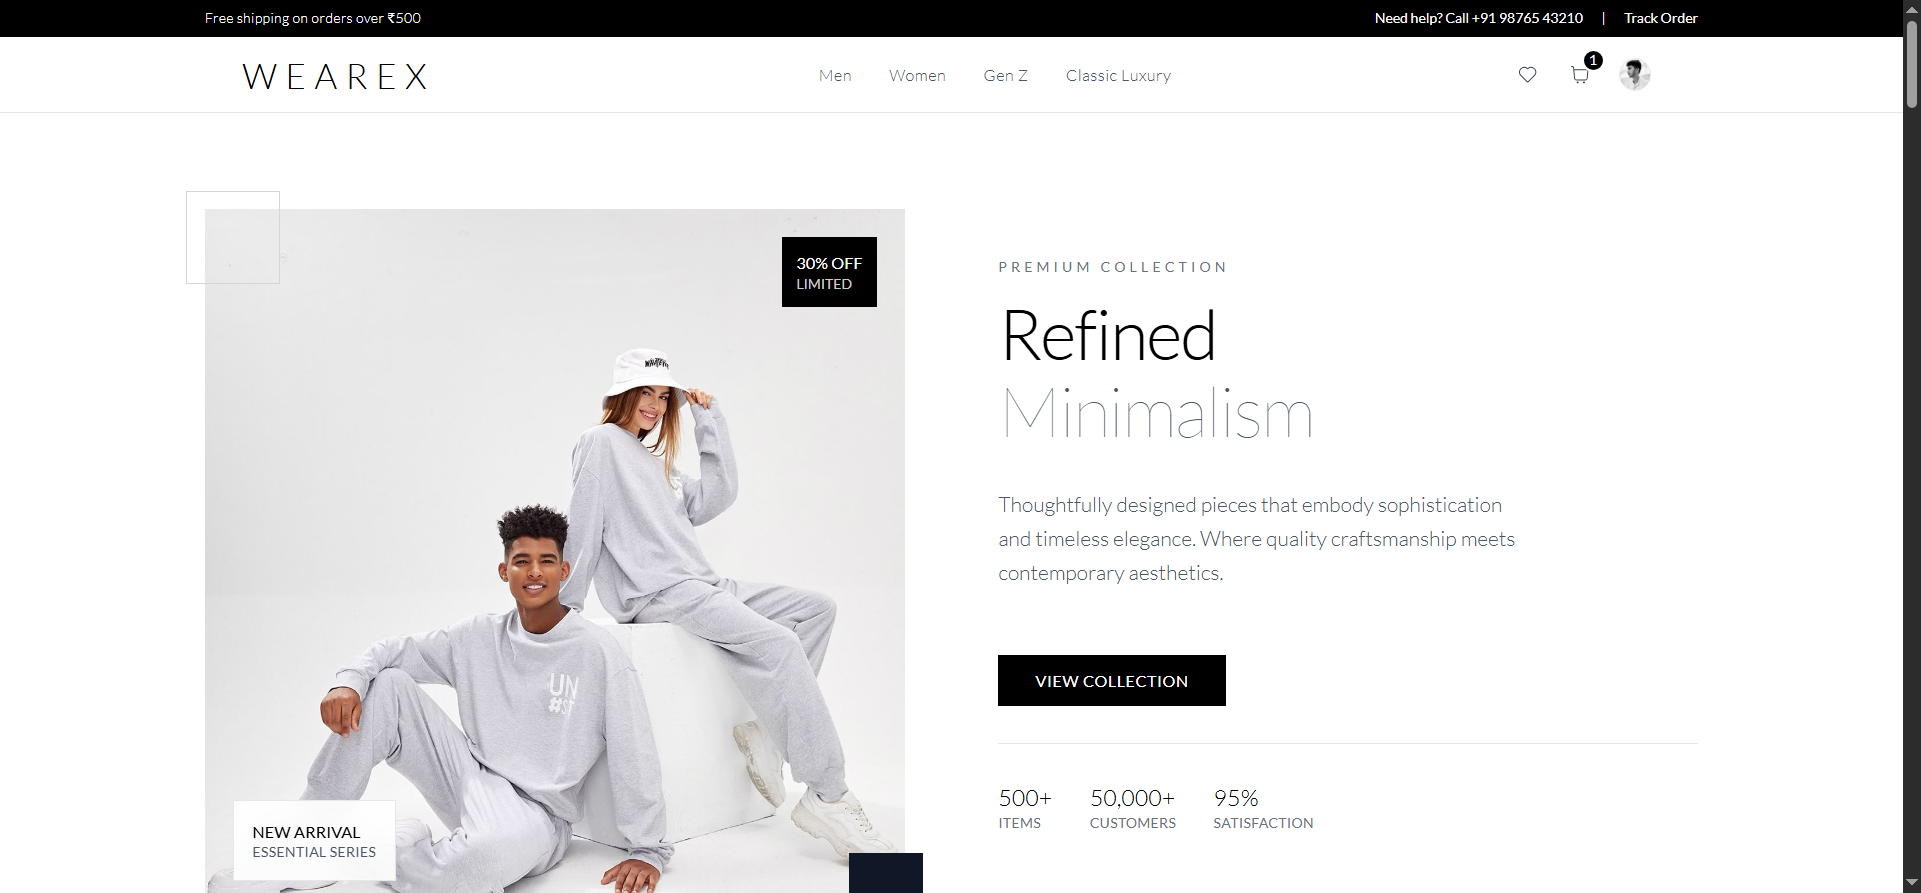 Free shipping on orders over ₹500
Need help? Call +91 98765 43210 | Track Order
WEAREX
Men Women Gen Z Classic Luxury
1
30% OFF
LIMITED
PREMIUM COLLECTION
Refined
Minimalism
Thoughtfully designed pieces that embody sophistication
and timeless elegance. Where quality craftsmanship meets
contemporary aesthetics.
VIEW COLLECTION
500+ 50,000+ 95%
ITEMS CUSTOMERS SATISFACTION
UN
NEW ARRIVAL
ESSENTIAL SERIES